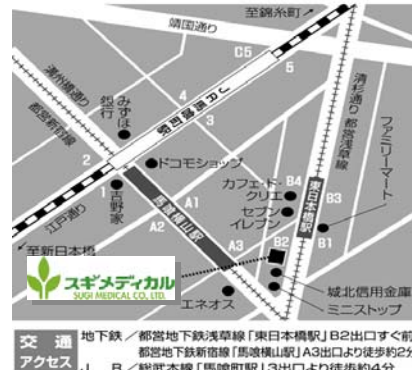 至錦糸町
靖国通り
C5
5
清杉通り 都営浅草線
4
JR馬喰町駅
3
清州橋通り
都営新宿線
みずほ
銀行
ファミリーマート
2
ドコモショップ
カフェ・ド・
クリエ
B4
東日本橋駅
B3
1
吉野家
馬喰横山駅
A1
セブン
イレブン
江戸通り
A2
A3
B2
B1
至新日本橋
スギメディカル
SUGI MEDICAL CO., LTD.
城北信用金庫
エネオス
ミニストップ
交通
アクセス
地下鉄/都営地下鉄浅草線「東日本橋駅」B2出口すぐ前
都営地下鉄新宿線「馬喰横山駅」A3出口より徒歩約2分
J R/総武本線「馬喰町駅」3出口より徒歩約4分